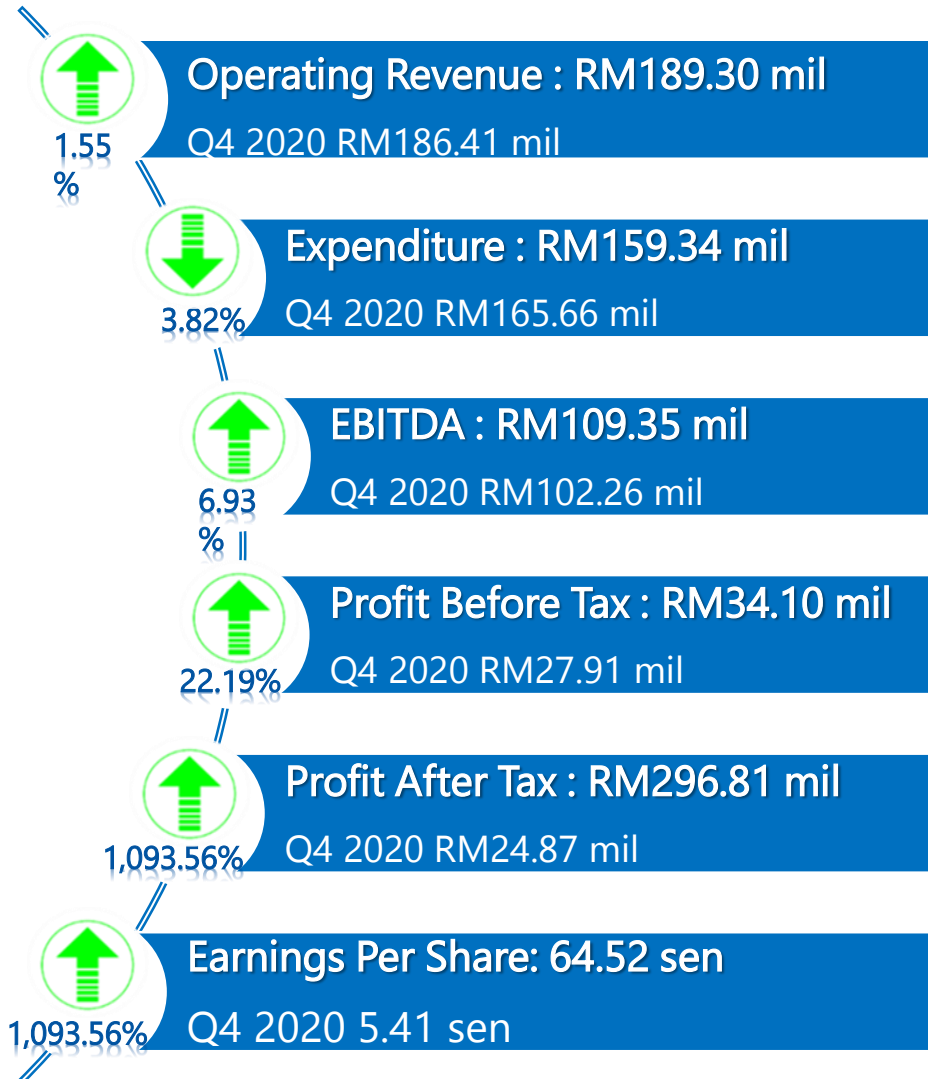 Operating Revenue : RM189.30 mil
Q4 2020 RM186.41 mil
1.55
%
Expenditure : RM159.34 mil
Q4 2020 RM165.66 mil
3.82%
EBITDA : RM109.35 mil
Q4 2020 RM102.26 mil
6.93
%
Profit Before Tax : RM34.10 mil
Q4 2020 RM27.91 mil
22.19%
Profit After Tax : RM296.81 mil
Q4 2020 RM24.87 mil
1,093.56%
Earnings Per Share: 64.52 sen
Q4 2020 5.41 sen
1,093.56%